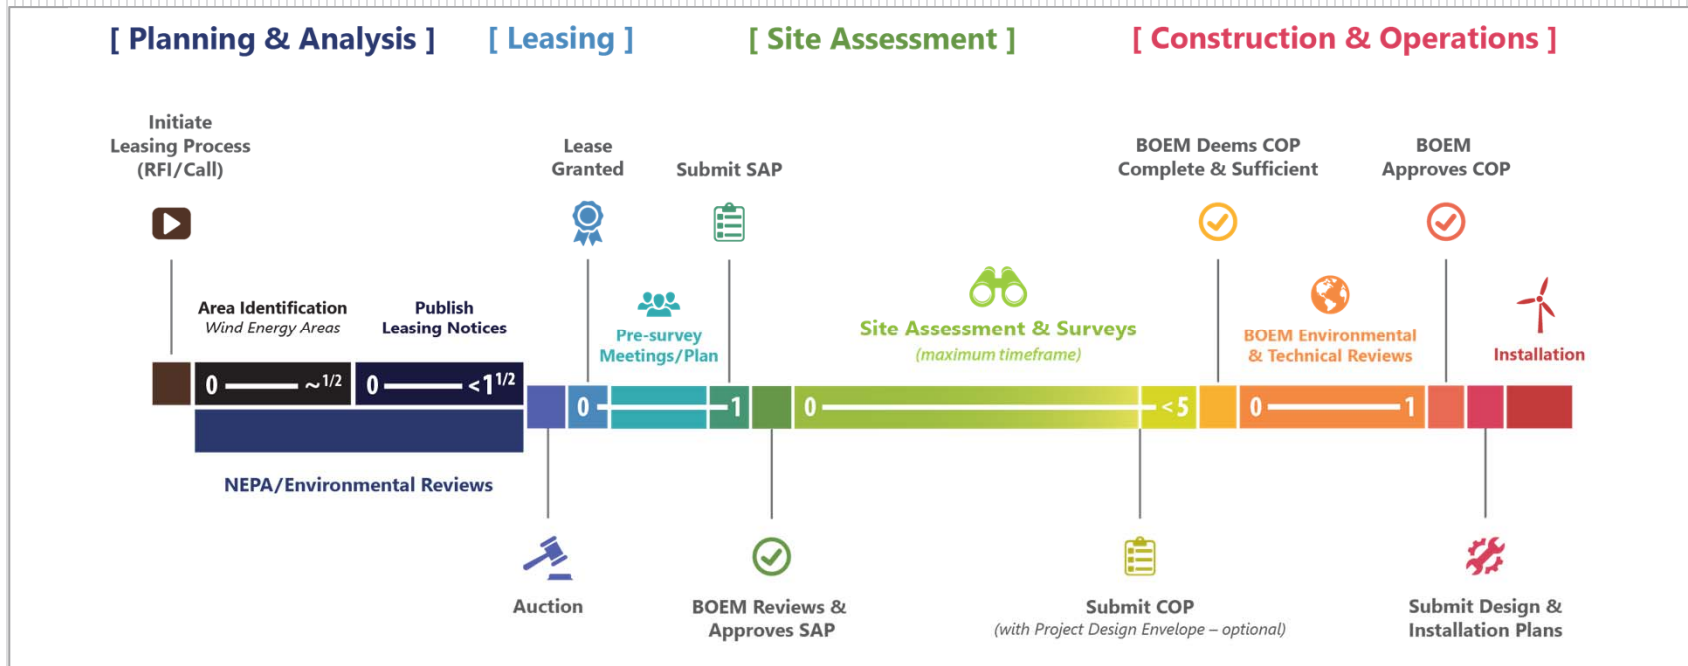 [ Planning & Analysis ]
[ Leasing ]
[ Site Assessment ]
[ Construction & Operations ]
Initiate
Leasing Process
(RFI/Call)
Lease
Granted
Submit SAP
BOEM Deems COP
Complete & Sufficient
BOEM
Approves COP
Area Identification
Wind Energy Areas
Publish
Leasing Notices
Pre-survey
Meetings/Plan
Site Assessment & Surveys
(maximum timeframe)
BOEM Environmental
& Technical Reviews
Installation
0 ~1/2
0 <1 1/2
0 1
0 <5
0 1
NEPA/Environmental Reviews
Auction
BOEM Reviews &
Approves SAP
Submit COP
(with Project Design Envelope – optional)
Submit Design &
Installation Plans